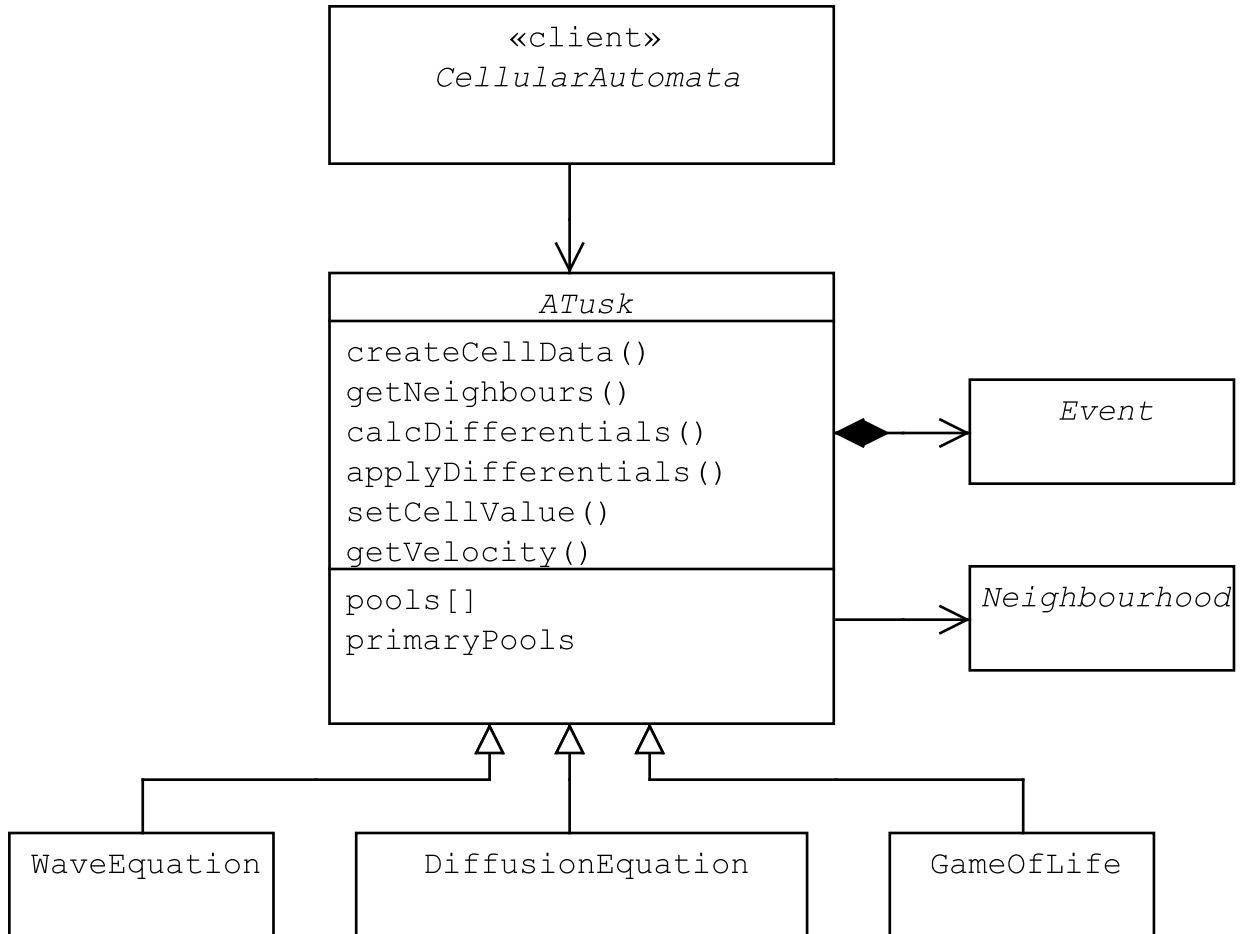 «client»
CellularAutomata
ATusk
createCellData()
getNeighbours()
calcDifferentials()
applyDifferentials()
setCellValue()
getVelocity()
pools[]
primaryPools
Event
Neighbourhood
WaveEquation
DiffusionEquation
GameOfLife